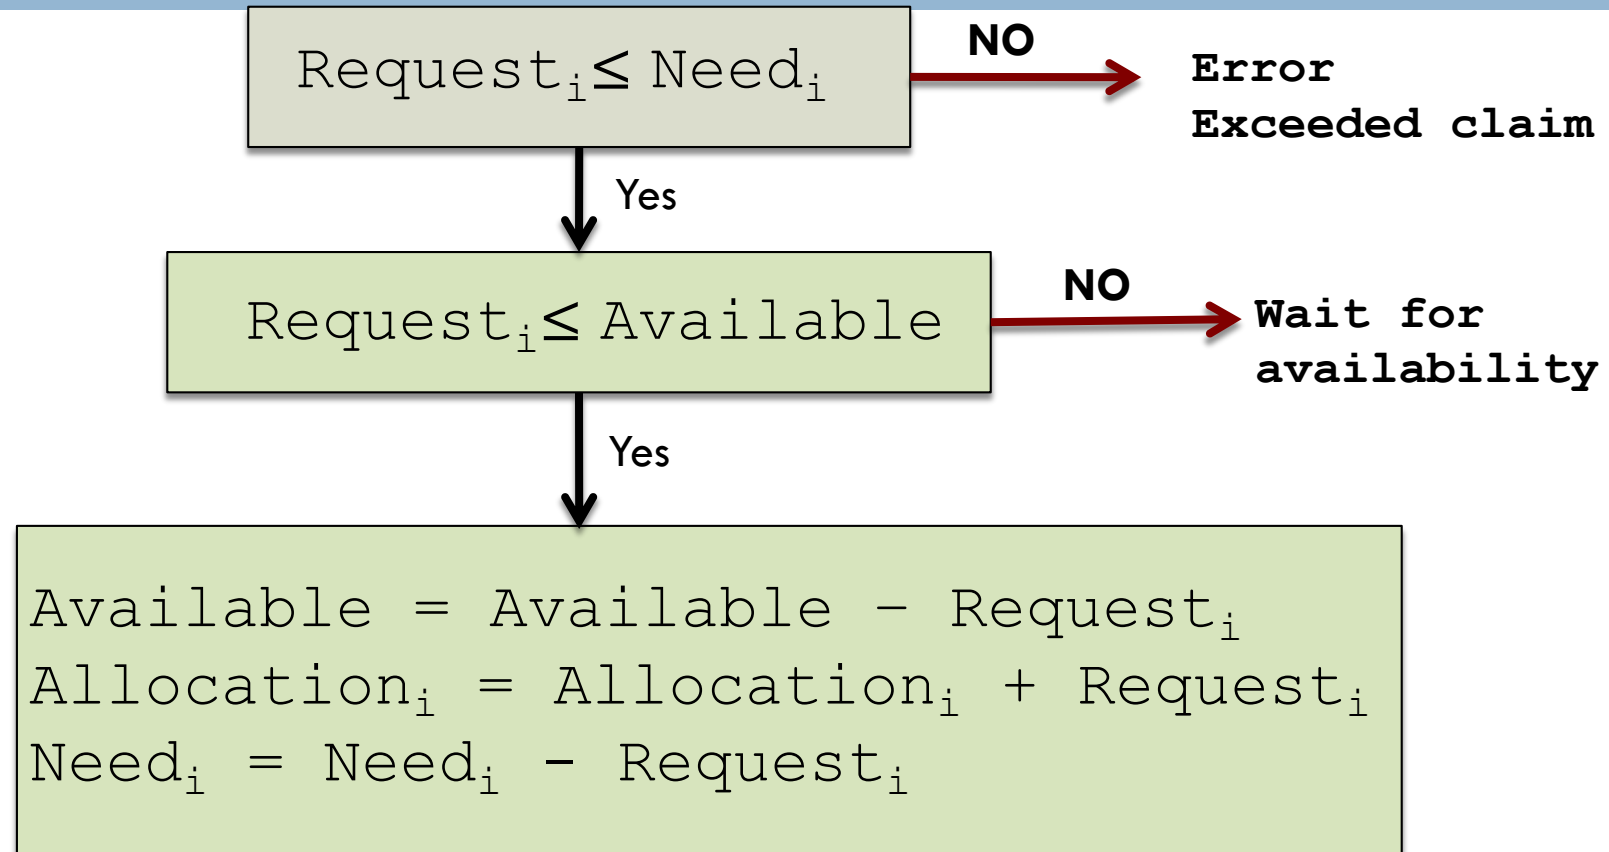 Requestᵢ≤ Needᵢ
NO
Error
Exceeded claim
Yes
Requestᵢ≤ Available
NO
Wait for
availability
Yes
Available = Available – Requestᵢ
Allocationᵢ = Allocationᵢ + Requestᵢ
Needᵢ = Needᵢ - Requestᵢ